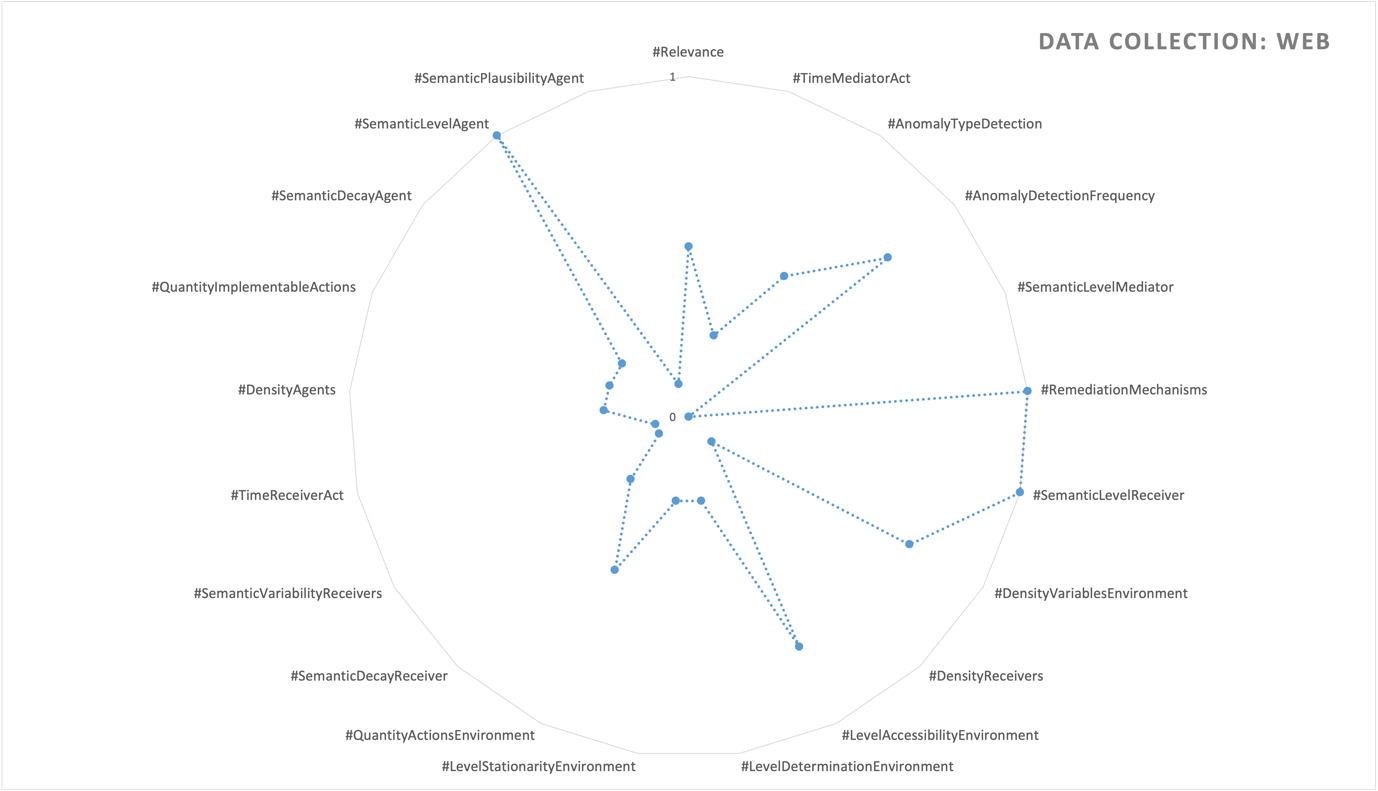 DATA COLLECTION: WEB
#Relevance
1
#SemanticPlausibilityAgent
#TimeMediatorAct
#SemanticLevelAgent
#AnomalyTypeDetection
#SemanticDecayAgent
#AnomalyDetectionFrequency
#QuantityImplementableActions
#SemanticLevelMediator
#DensityAgents
#RemediationMechanisms
0
#TimeReceiverAct
#SemanticLevelReceiver
#SemanticVariabilityReceivers
#DensityVariablesEnvironment
#SemanticDecayReceiver
#DensityReceivers
#QuantityActionsEnvironment
#LevelAccessibilityEnvironment
#LevelStationarityEnvironment
#LevelDeterminationEnvironment